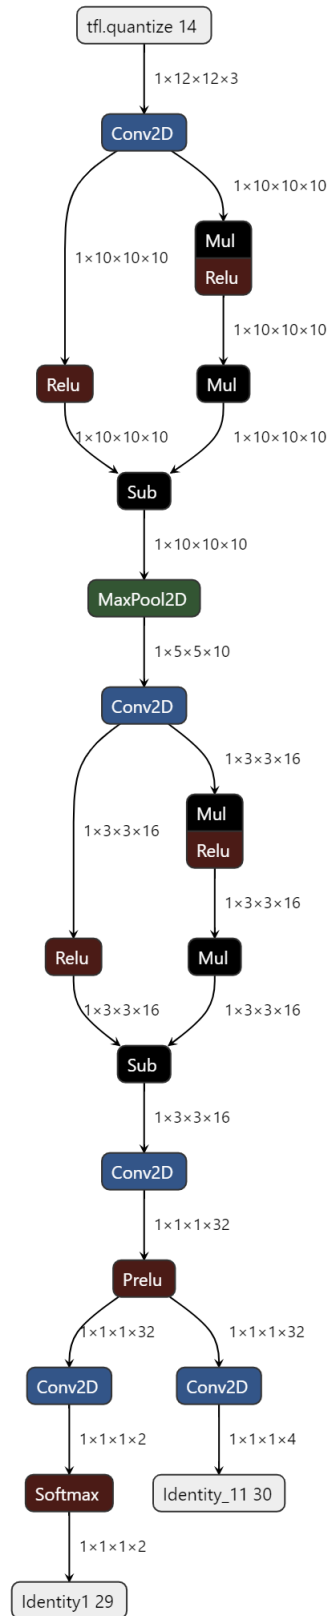 tfl.quantize 14
1×12×12×3
Conv2D
1×10×10×10
1×10×10×10
Mul
Relu
1×10×10×10
Relu
Mul
1×10×10×10
1×10×10×10
Sub
1×10×10×10
MaxPool2D
1×5×5×10
Conv2D
1×3×3×16
1×3×3×16
Mul
Relu
1×3×3×16
Relu
Mul
1×3×3×16
1×3×3×16
Sub
1×3×3×16
Conv2D
1×1×1×32
Prelu
1×1×1×32
1×1×1×32
Conv2D
Conv2D
1×1×1×2
1×1×1×4
Softmax
Identity_11 30
1×1×1×2
Identity1 29